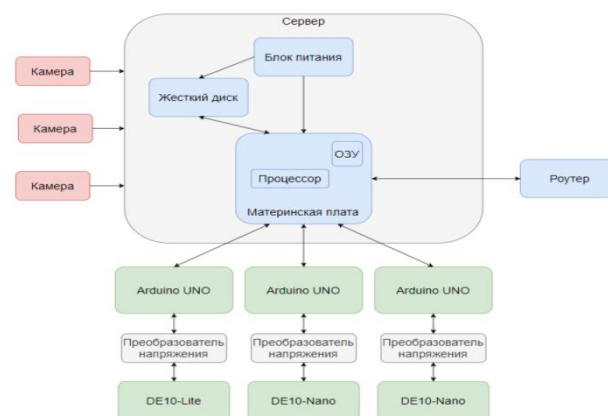 Сервер
Блок питания
Камера
Жесткий диск
Камера
ОЗУ
Процессор
Камера
Роутер
Материнская плата
Arduino UNO
Arduino UNO
Arduino UNO
Преобразователь
напряжения
Преобразователь
напряжения
Преобразователь
напряжения
DE10-Lite
DE10-Nano
DE10-Nano